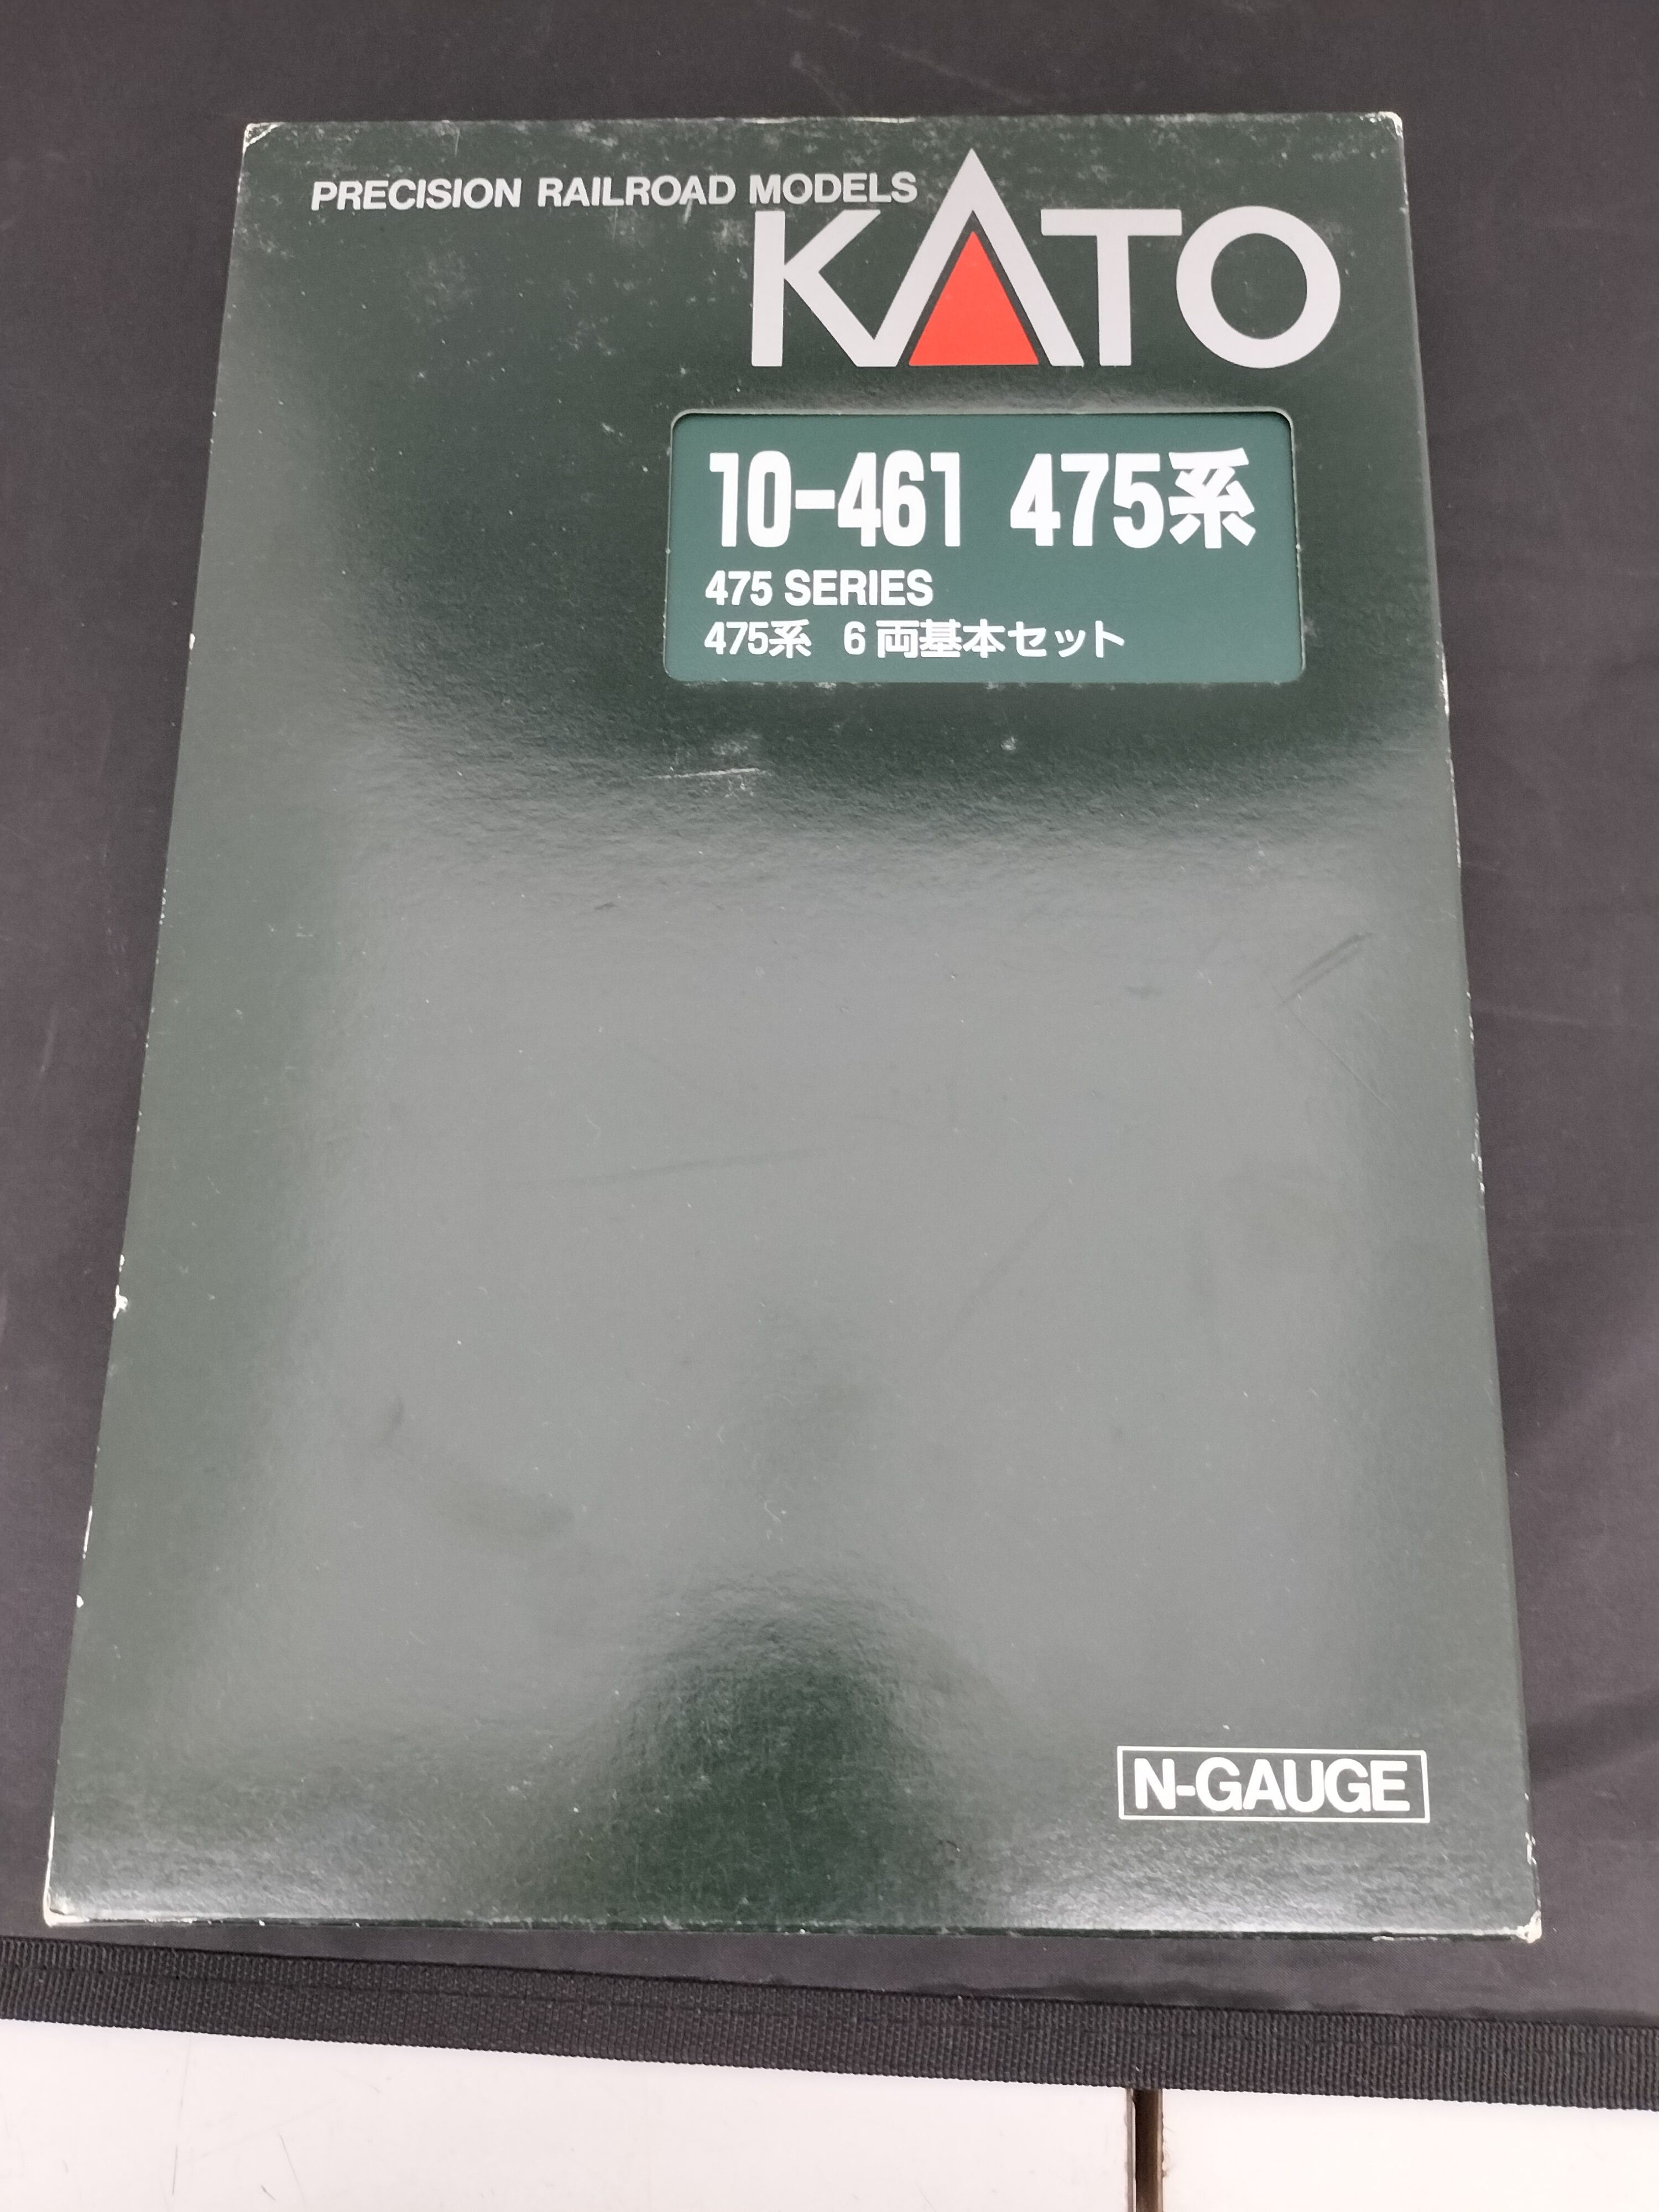 PRECISION RAILROAD MODELS
KATO
10-461 475系
475 SERIES
475系 6両基本セット
N-GAUGE